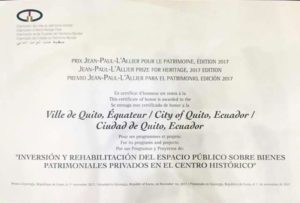 PRIX JEAN-PAUL-L'ALLIER POUR LE PATRIMOINE, ÉDITION 2017
JEAN-PAUL-L'ALLIER PRIZE FOR HERITAGE, 2017 EDITION
PREMIO JEAN-PAUL-L'ALLIER PARA EL PATRIMONIO, EDICIÓN 2017
Ce certificat d'honneur est remis à la
This certificate of honor is awarded to the
Se otorga este certificado de honor a la
Ville de Quito, Équateur / City of Quito, Ecuador /
Ciudad de Quito, Ecuador
Pour ses programmes et projets:
For its programs and projects:
Por sus Programas y Proyectos de:
"INVERSIÓN Y REHABILITACIÓN DEL ESPACIO PÚBLICO SOBRE BIENES
PATRIMONIALES PRIVADOS EN EL CENTRO HISTÓRICO"